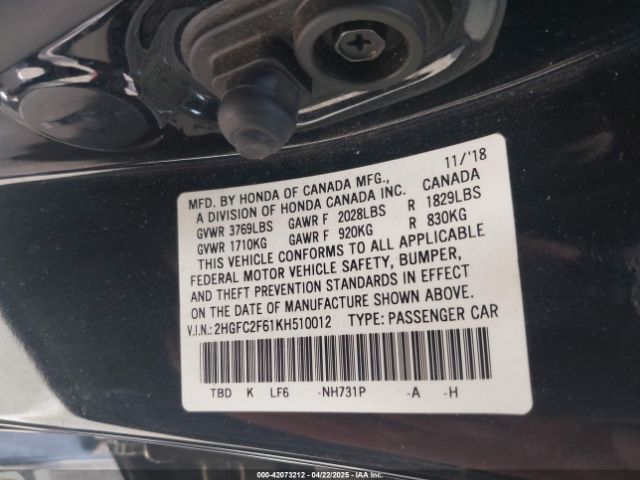 MFD. BY HONDA OF CANADA MFG., 11/'18
A DIVISION OF HONDA CANADA INC. CANADA
GVWR 3769LBS GAWR F 2028LBS R 1829LBS
GVWR 1710KG GAWR F 920KG R 830KG
THIS VEHICLE CONFORMS TO ALL APPLICABLE
FEDERAL MOTOR VEHICLE SAFETY, BUMPER,
AND THEFT PREVENTION STANDARDS IN EFFECT
ON THE DATE OF MANUFACTURE SHOWN ABOVE.
V.I.N.: 2HGFC2F61KH510012 TYPE: PASSENGER CAR
TBD K LF6 -NH731P -A -H
000-42073212 - 04/22/2025 - IAAI.COM